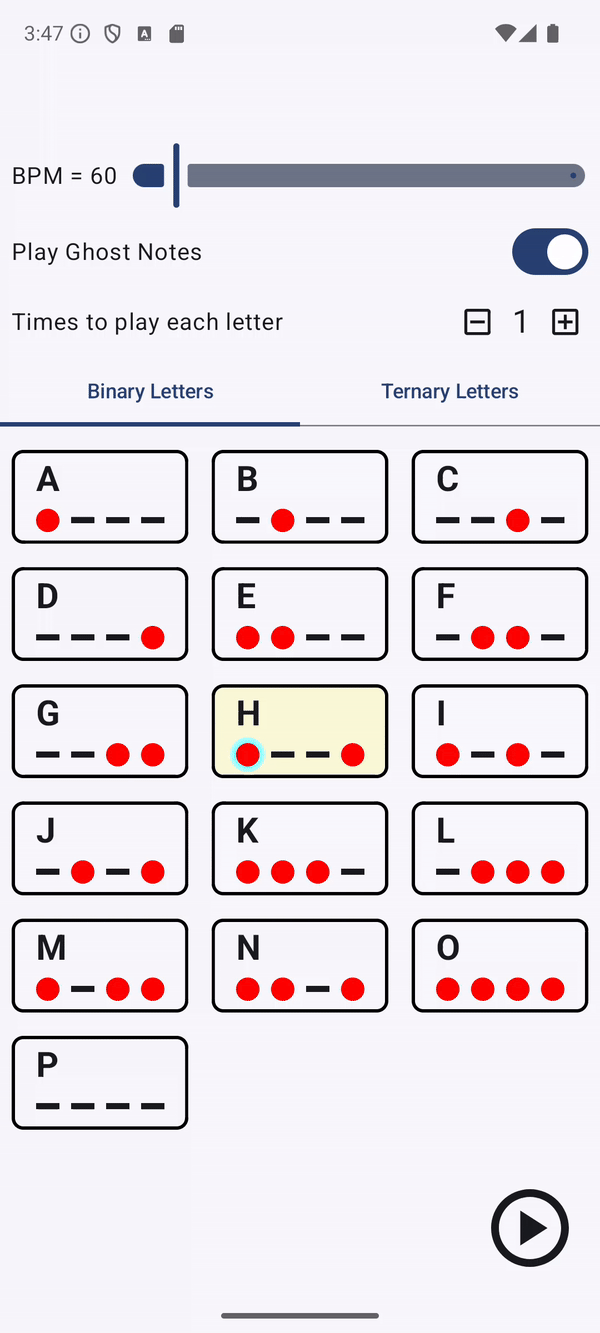 3:47
BPM = 60
Play Ghost Notes
Times to play each letter 1
Binary Letters Ternary Letters
A B C
D E F
G H I
J K L
M N O
P